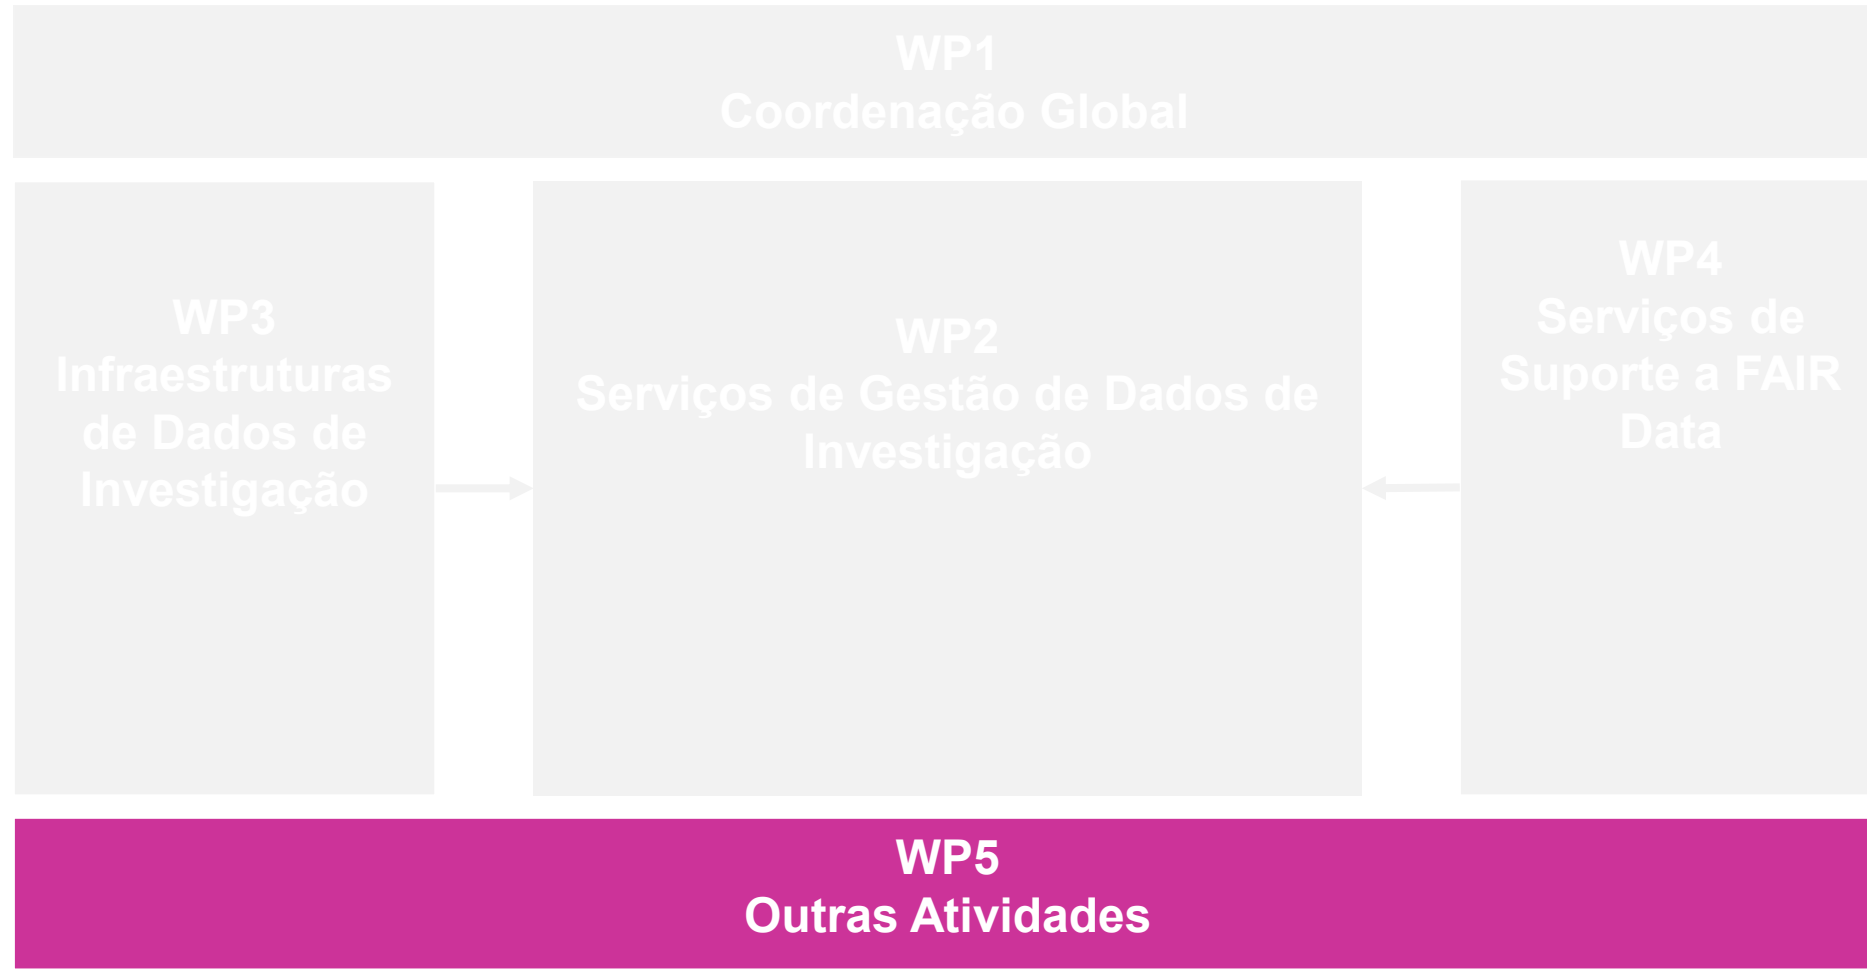 WP1
Coordenação Global
WP3
Infraestruturas
de Dados de
Investigação
WP2
Serviços de Gestão de Dados de
Investigação
WP4
Serviços de
Suporte a FAIR
Data
WP5
Outras Atividades